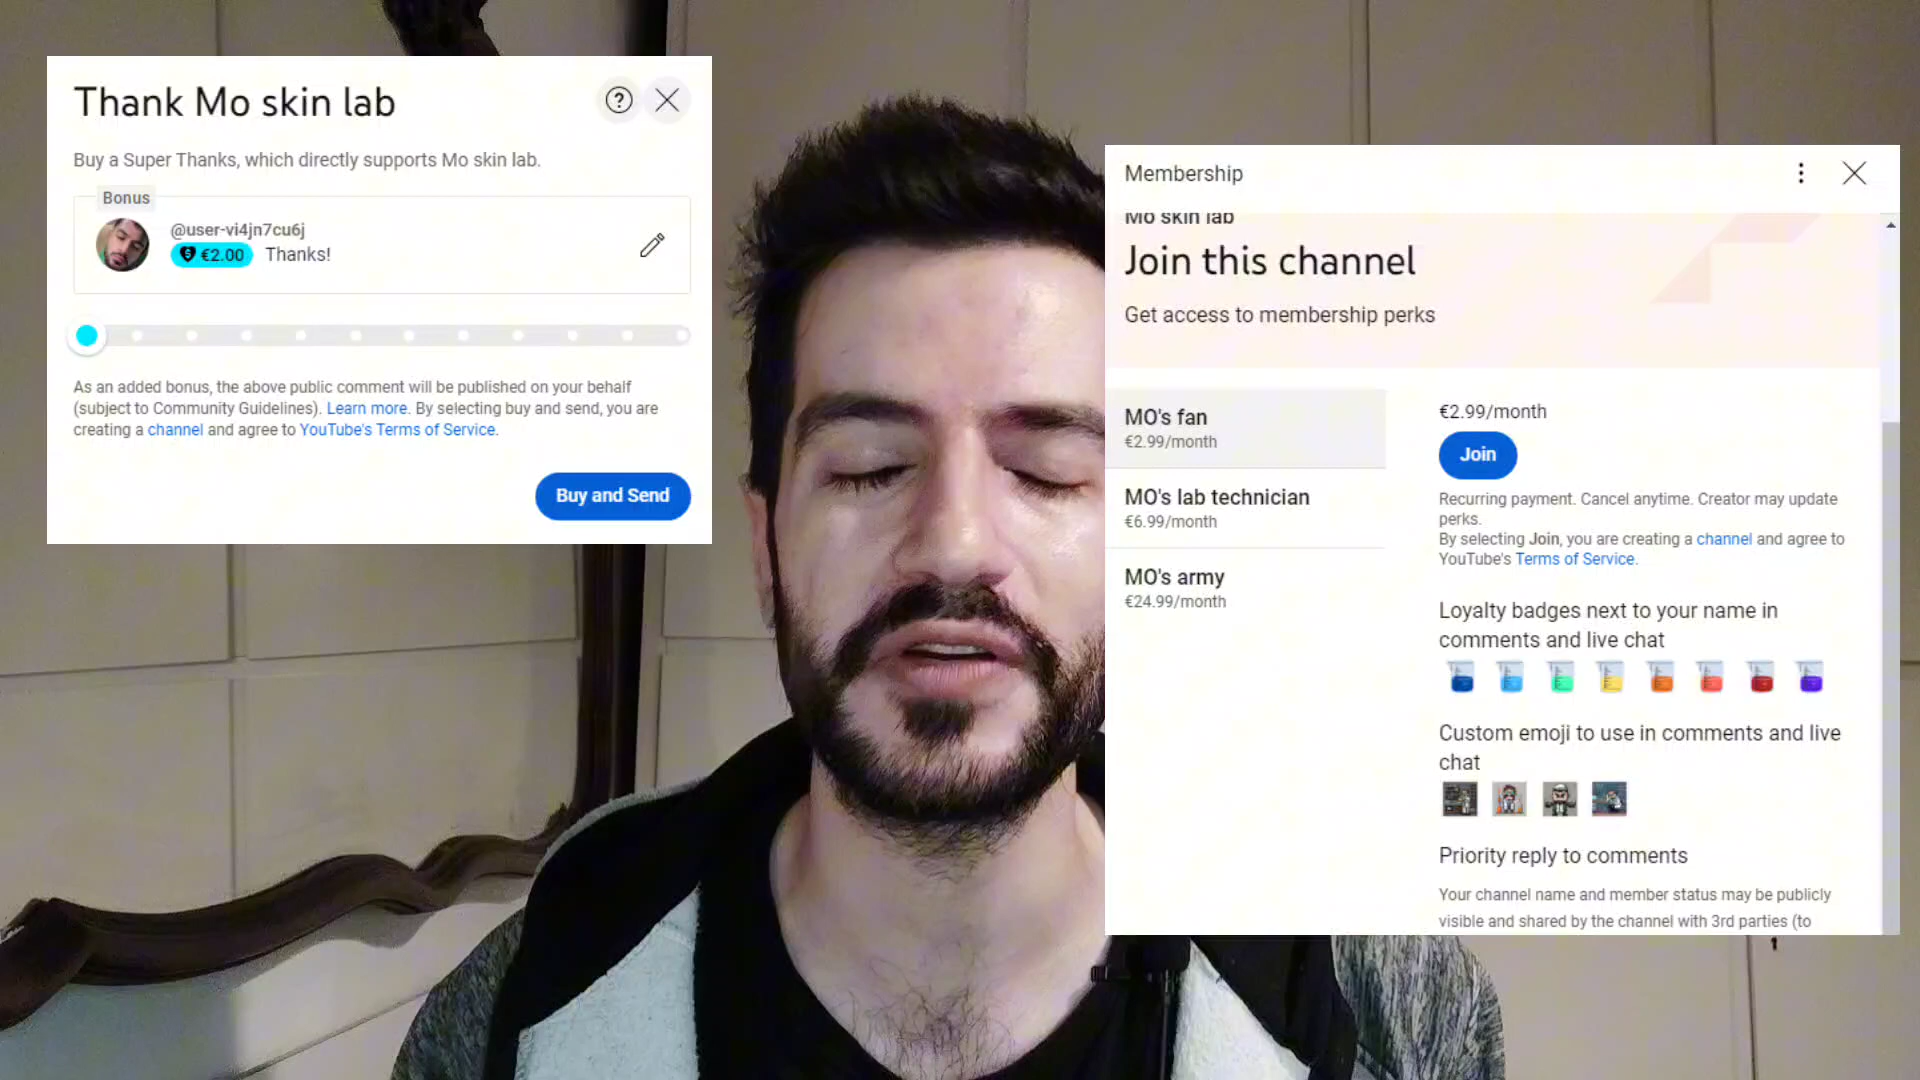 Thank Mo skin lab
Buy a Super Thanks, which directly supports Mo skin lab.
Bonus
@user-vi4jn7cu6j
€2.00 Thanks!
As an added bonus, the above public comment will be published on your behalf
(subject to Community Guidelines). Learn more. By selecting buy and send, you are
creating a channel and agree to YouTube's Terms of Service.
Buy and Send
Membership
Mo skin lab
Join this channel
Get access to membership perks
MO's fan
€2.99/month
MO's lab technician
€6.99/month
MO's army
€24.99/month
€2.99/month
Join
Recurring payment. Cancel anytime. Creator may update
perks.
By selecting Join, you are creating a channel and agree to
YouTube's Terms of Service.
Loyalty badges next to your name in
comments and live chat
Custom emoji to use in comments and live
chat
Priority reply to comments
Your channel name and member status may be publicly
visible and shared by the channel with 3rd parties (to